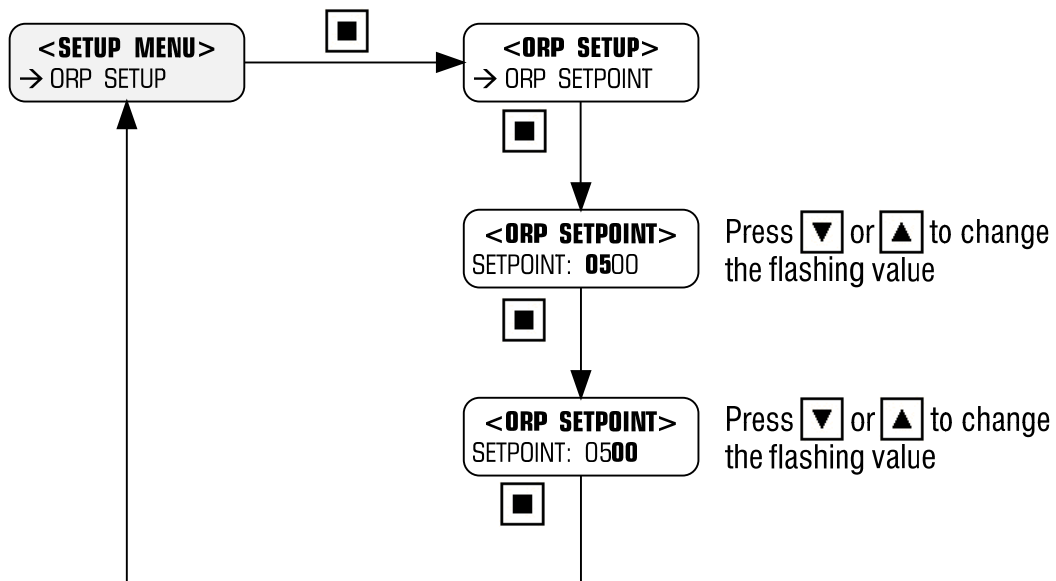 <SETUP MENU>
→ ORP SETUP
<ORP SETUP>
→ ORP SETPOINT
<ORP SETPOINT>
SETPOINT: 0500
Press ▼ or ▲ to change
the flashing value
<ORP SETPOINT>
SETPOINT: 0500
Press ▼ or ▲ to change
the flashing value